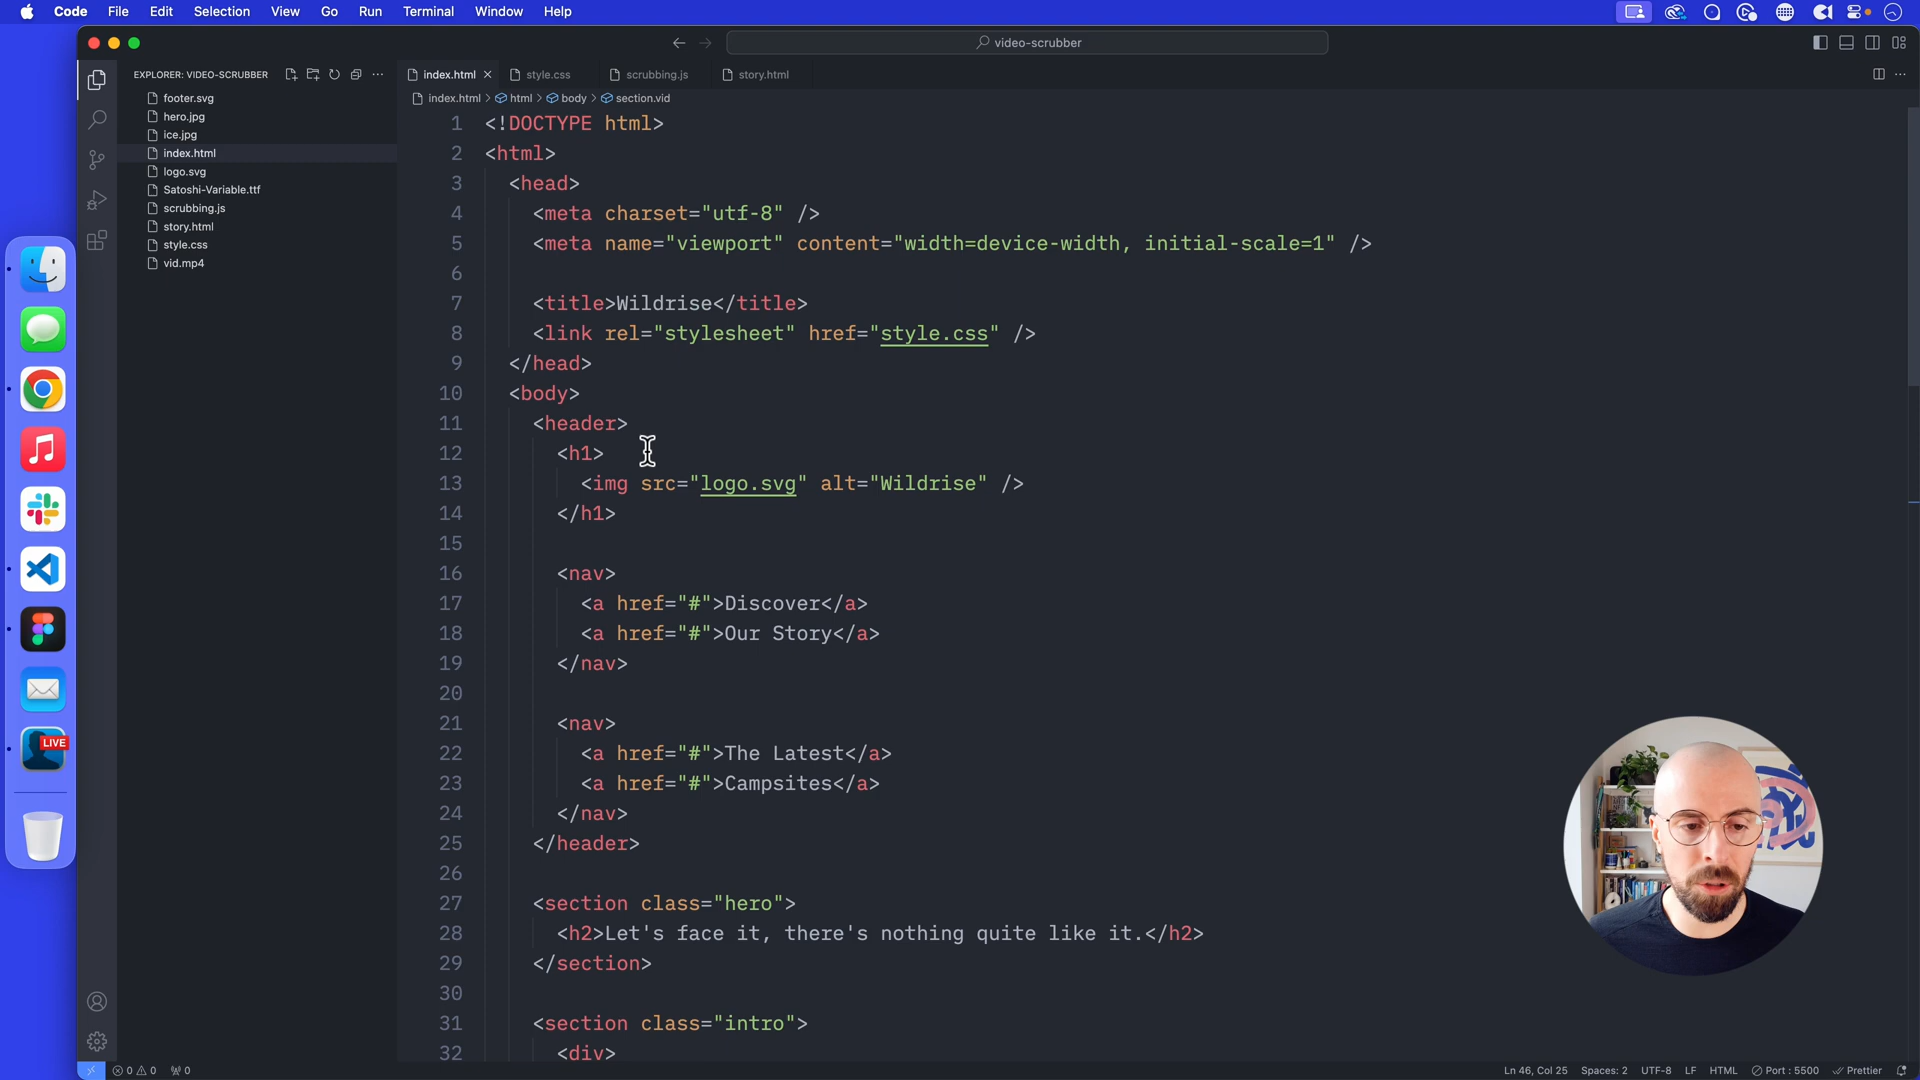 Code File Edit Selection View Go Run Terminal Window Help
video-scrubber
EXPLORER: VIDEO-SCRUBBER
footer.svg
hero.jpg
ice.jpg
index.html
logo.svg
Satoshi-Variable.ttf
scrubbing.js
story.html
style.css
vid.mp4
LIVE
index.html style.css scrubbing.js story.html
index.html > html > body > section.vid
1 <!DOCTYPE html>
2 <html>
3 <head>
4 <meta charset="utf-8" />
5 <meta name="viewport" content="width=device-width, initial-scale=1" />
6
7 <title>Wildrise</title>
8 <link rel="stylesheet" href="style.css" />
9 </head>
10 <body>
11 <header>
12 <h1>
13 <img src="logo.svg" alt="Wildrise" />
14 </h1>
15
16 <nav>
17 <a href="#">Discover</a>
18 <a href="#">Our Story</a>
19 </nav>
20
21 <nav>
22 <a href="#">The Latest</a>
23 <a href="#">Campsites</a>
24 </nav>
25 </header>
26
27 <section class="hero">
28 <h2>Let's face it, there's nothing quite like it.</h2>
29 </section>
30
31 <section class="intro">
32 <div>
0 0 0 Ln 46, Col 25 Spaces: 2 UTF-8 LF HTML Port : 5500 Prettier